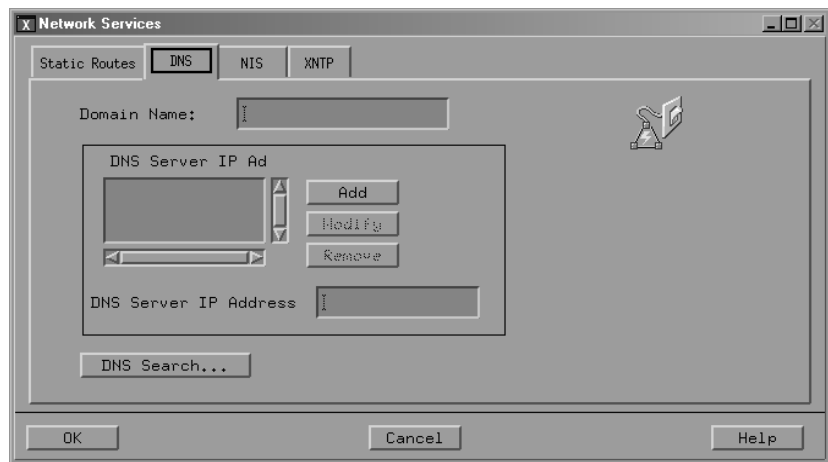 X Network Services
Static Routes DNS NIS XNTP
Domain Name:
DNS Server IP Ad
Add
Modify
Remove
DNS Server IP Address
DNS Search...
OK Cancel Help